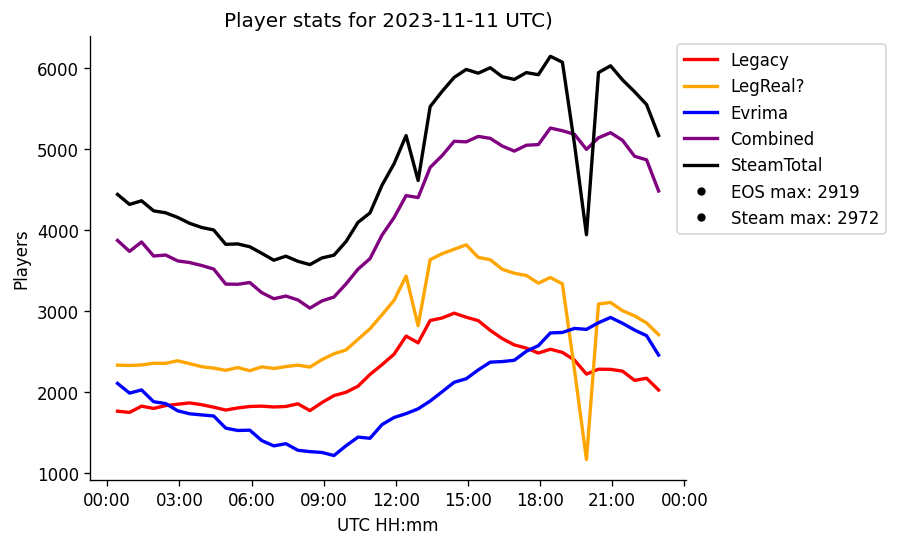 Player stats for 2023-11-11 UTC)
Legacy
LegReal?
Evrima
Combined
SteamTotal
EOS max: 2919
Steam max: 2972
Players
6000
5000
4000
3000
2000
1000
00:00 03:00 06:00 09:00 12:00 15:00 18:00 21:00 00:00
UTC HH:mm